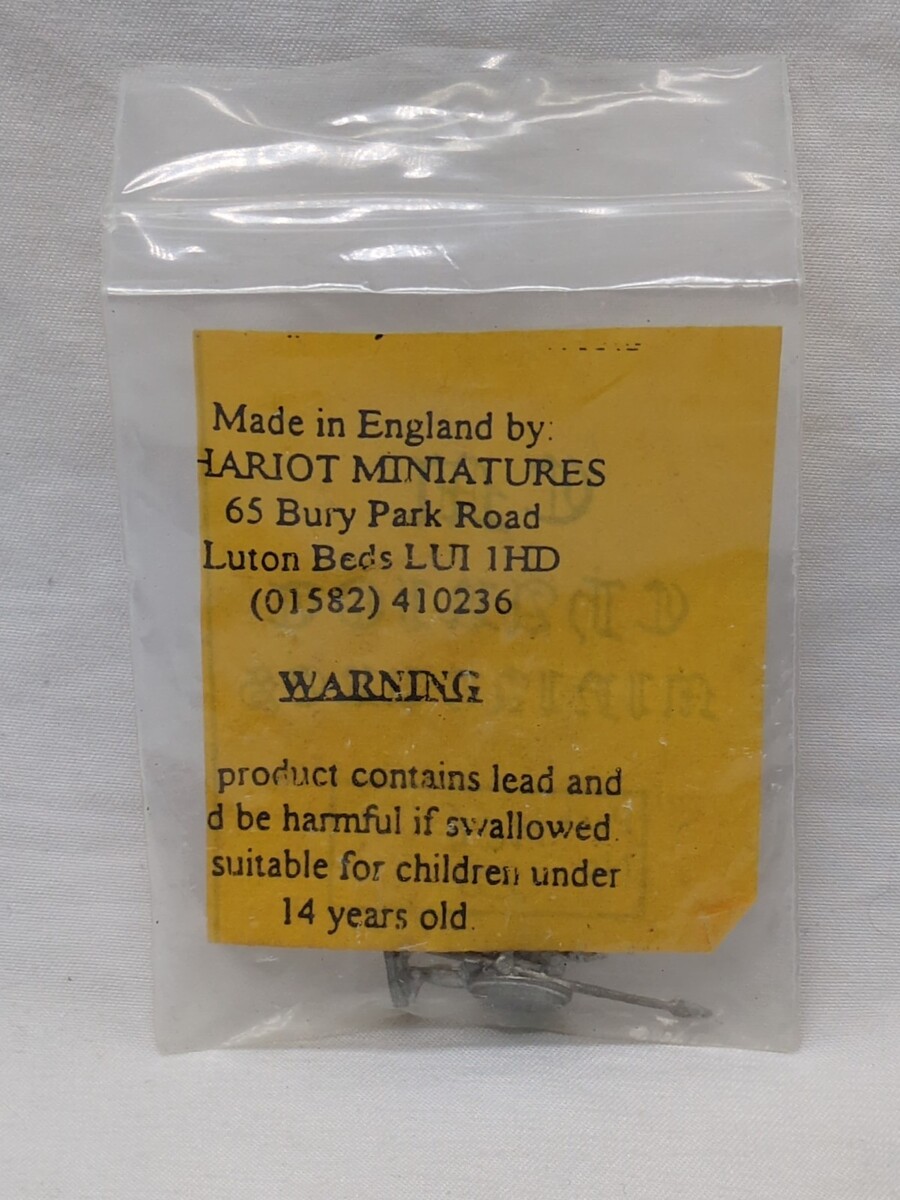 Made in England by:
HARIOT MINIATURES
65 Bury Park Road
Luton Beds LU1 1HD
(01582) 410236
WARNING
product contains lead and
d be harmful if swallowed.
suitable for children under
14 years old.